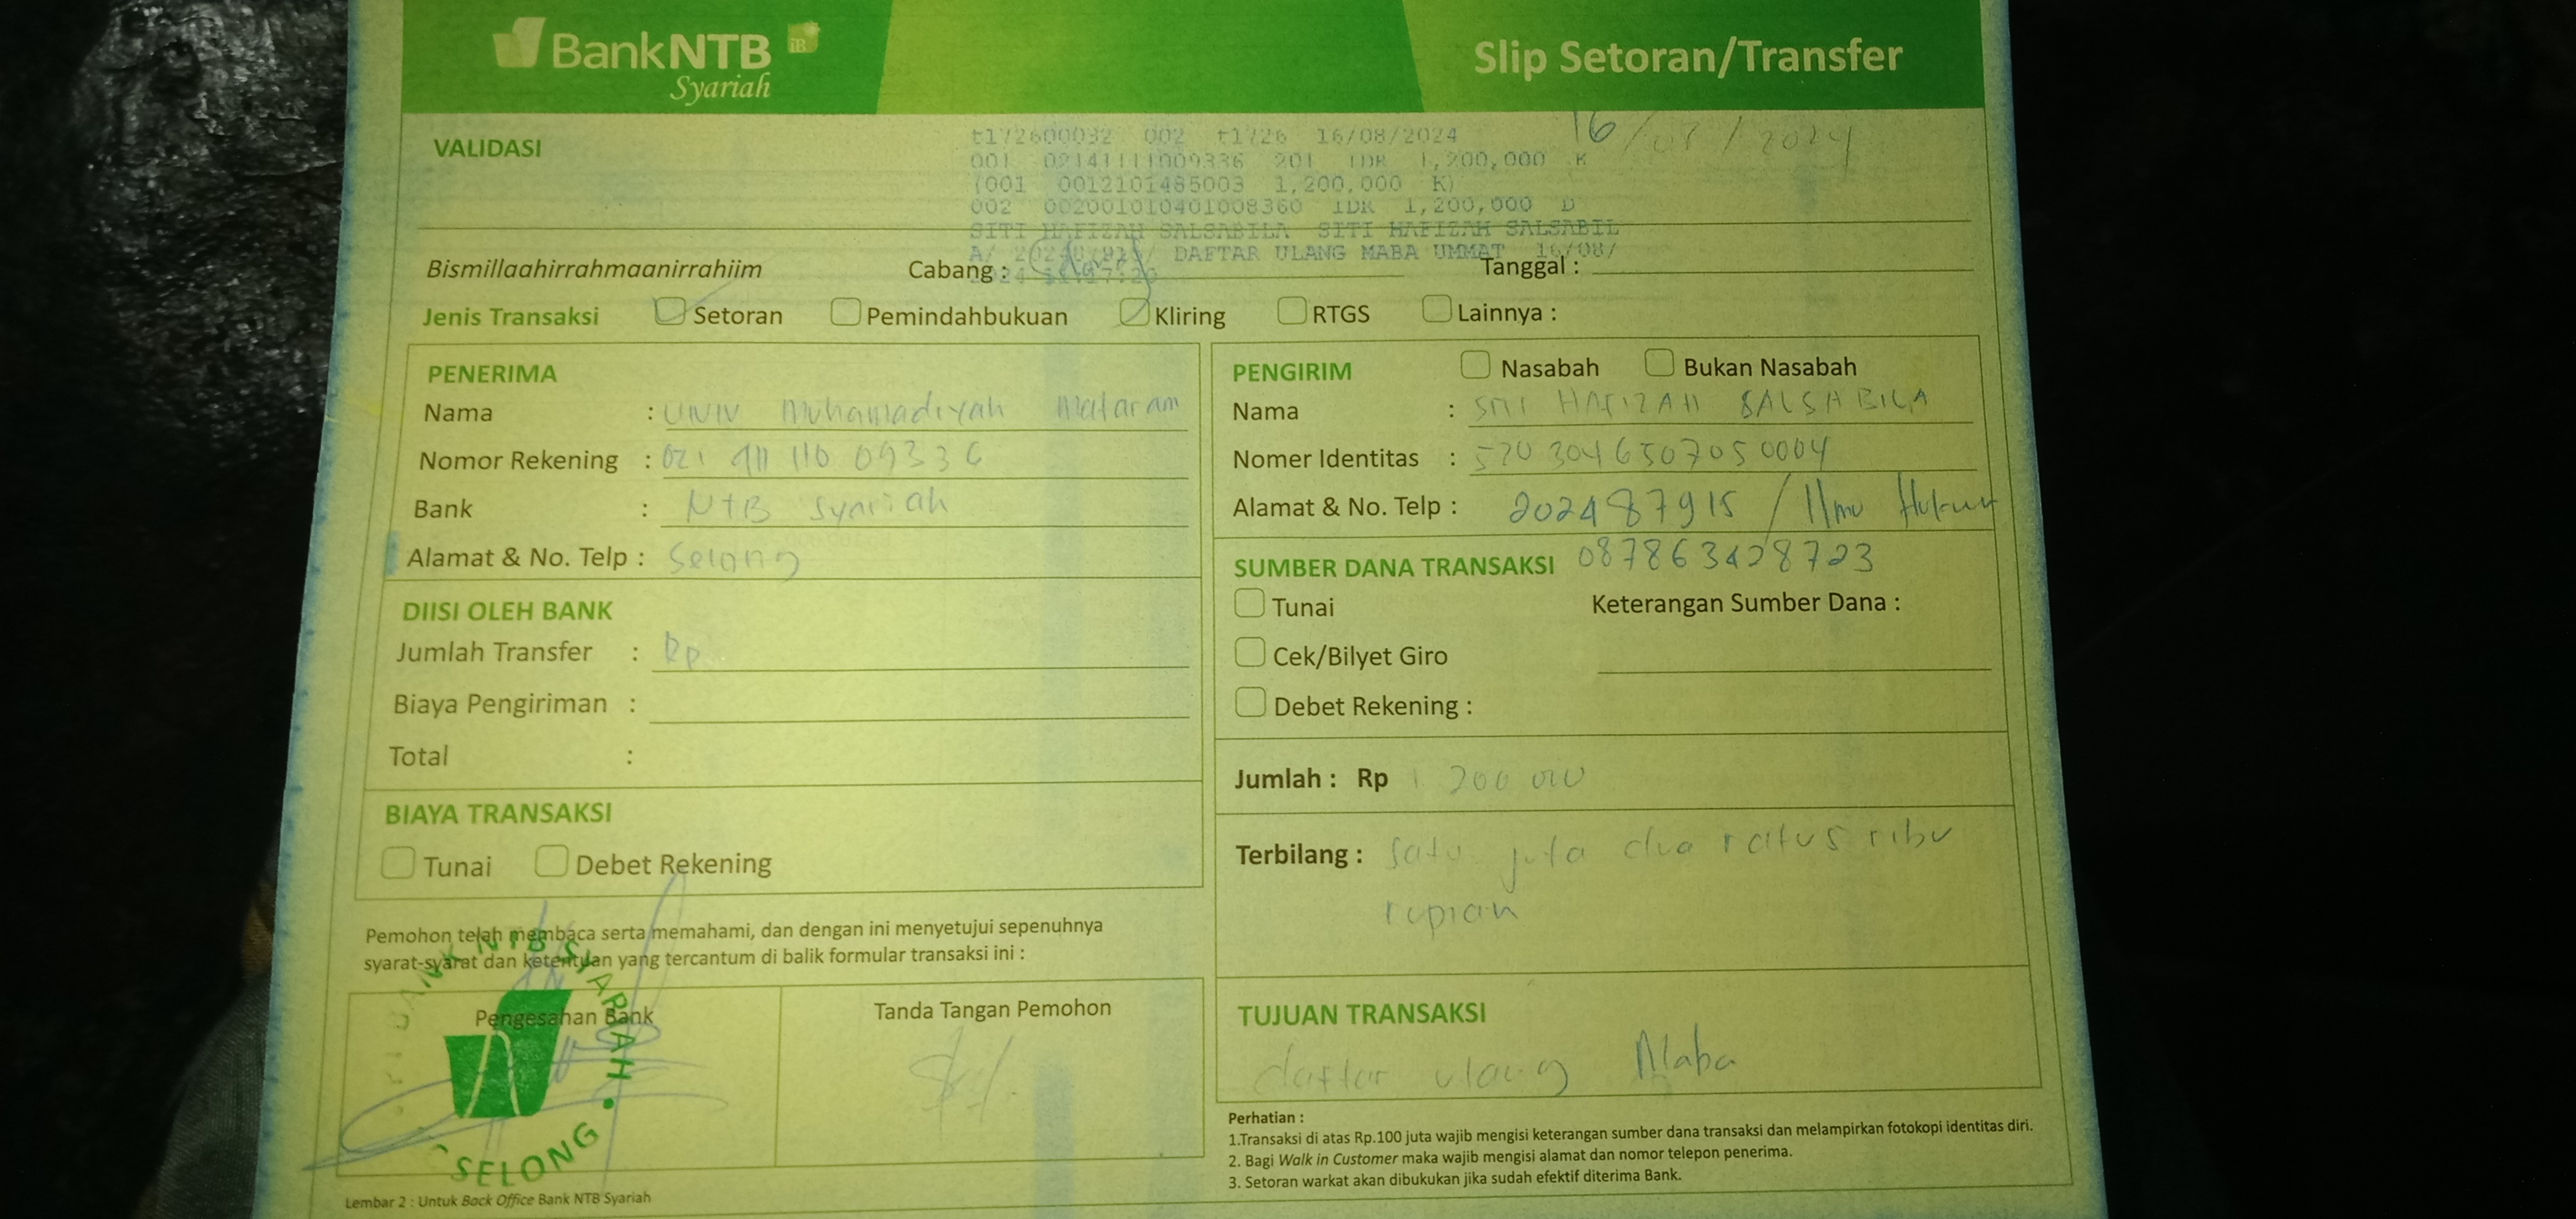 BankNTB iB
Syariah
Slip Setoran/Transfer
VALIDASI
t172600032 002 t1726 16/08/2024
16/08/2024
001 02141111009336 201 IDR 1,200,000 K
(001 0012101485003 1,200,000 K)
002 002001010401008360 IDR 1,200,000 D
SITI HAFIZAH SALSABILA SITI HAFIZAH SALSABIL
A/ 202487915/ DAFTAR ULANG MABA UMMAT 16/08/
Bismillaahirrahmaanirrahiim Cabang : Tanggal :
Jenis Transaksi Setoran Pemindahbukuan Kliring RTGS Lainnya :
PENERIMA
Nama : UNIV Muhamadiyah Mataram
Nomor Rekening : 021 411 110 09336
Bank : NTB Syariah
Alamat & No. Telp : Selong
DIISI OLEH BANK
Jumlah Transfer : Rp
Biaya Pengiriman :
Total :
BIAYA TRANSAKSI
Tunai Debet Rekening
Pemohon telah membaca serta memahami, dan dengan ini menyetujui sepenuhnya
syarat-syarat dan ketentuan yang tercantum di balik formular transaksi ini :
Pengesahan Bank
BANK NTB SYARIAH
SELONG
Tanda Tangan Pemohon
Lembar 2 : Untuk Back Office Bank NTB Syariah
PENGIRIM Nasabah Bukan Nasabah
Nama : SITI HAFIZAH SALSABILA
Nomer Identitas : 5203046507050004
Alamat & No. Telp : 202487915 / Ilmu Hukum
087863428723
SUMBER DANA TRANSAKSI
Tunai Keterangan Sumber Dana :
Cek/Bilyet Giro
Debet Rekening :
Jumlah : Rp 1 200 000
Terbilang : satu juta dua ratus ribu
rupiah
TUJUAN TRANSAKSI
daftar ulang Maba
Perhatian :
1.Transaksi di atas Rp.100 juta wajib mengisi keterangan sumber dana transaksi dan melampirkan fotokopi identitas diri.
2. Bagi Walk in Customer maka wajib mengisi alamat dan nomor telepon penerima.
3. Setoran warkat akan dibukukan jika sudah efektif diterima Bank.